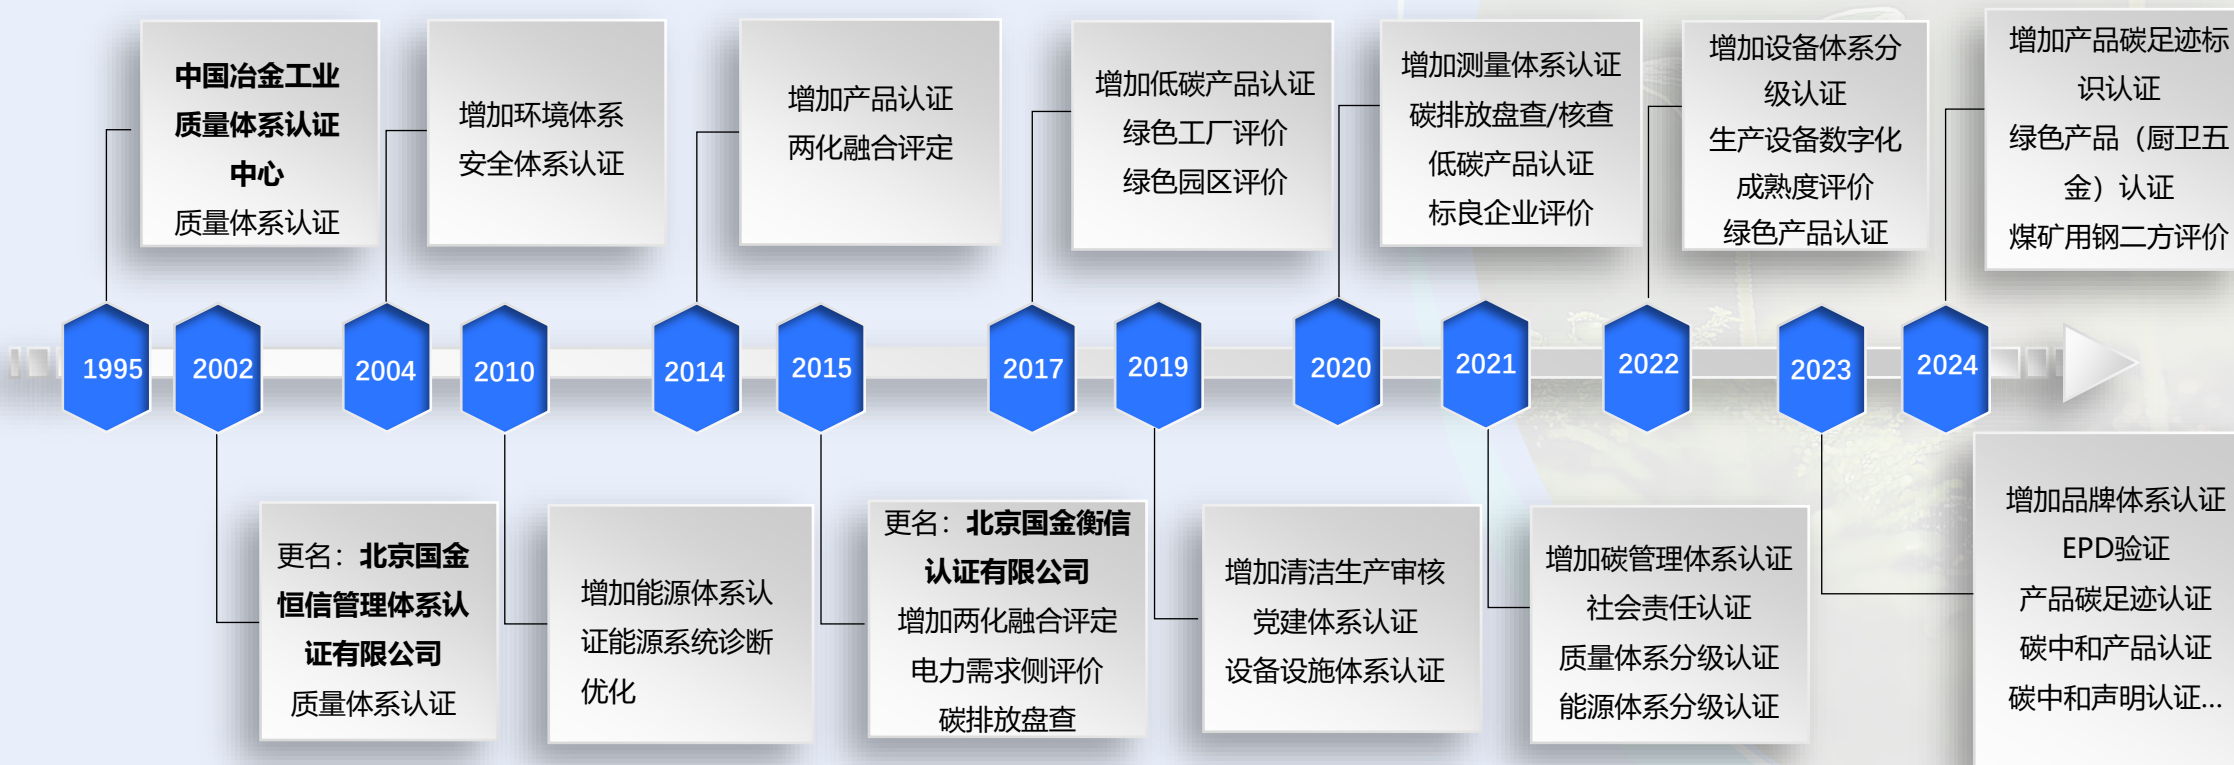 中国冶金工业
质量体系认证
中心
质量体系认证
增加环境体系
安全体系认证
增加产品认证
两化融合评定
增加低碳产品认证
绿色工厂评价
绿色园区评价
增加测量体系认证
碳排放盘查/核查
低碳产品认证
标良企业评价
增加设备体系分
级认证
生产设备数字化
成熟度评价
绿色产品认证
增加产品碳足迹标
识认证
绿色产品（厨卫五
金）认证
煤矿用钢二方评价
1995
2002
2004
2010
2014
2015
2017
2019
2020
2021
2022
2023
2024
更名：北京国金
恒信管理体系认
证有限公司
质量体系认证
增加能源体系认
证能源系统诊断
优化
更名：北京国金衡信
认证有限公司
增加两化融合评定
电力需求侧评价
碳排放盘查
增加清洁生产审核
党建体系认证
设备设施体系认证
增加碳管理体系认证
社会责任认证
质量体系分级认证
能源体系分级认证
增加品牌体系认证
EPD验证
产品碳足迹认证
碳中和产品认证
碳中和声明认证...